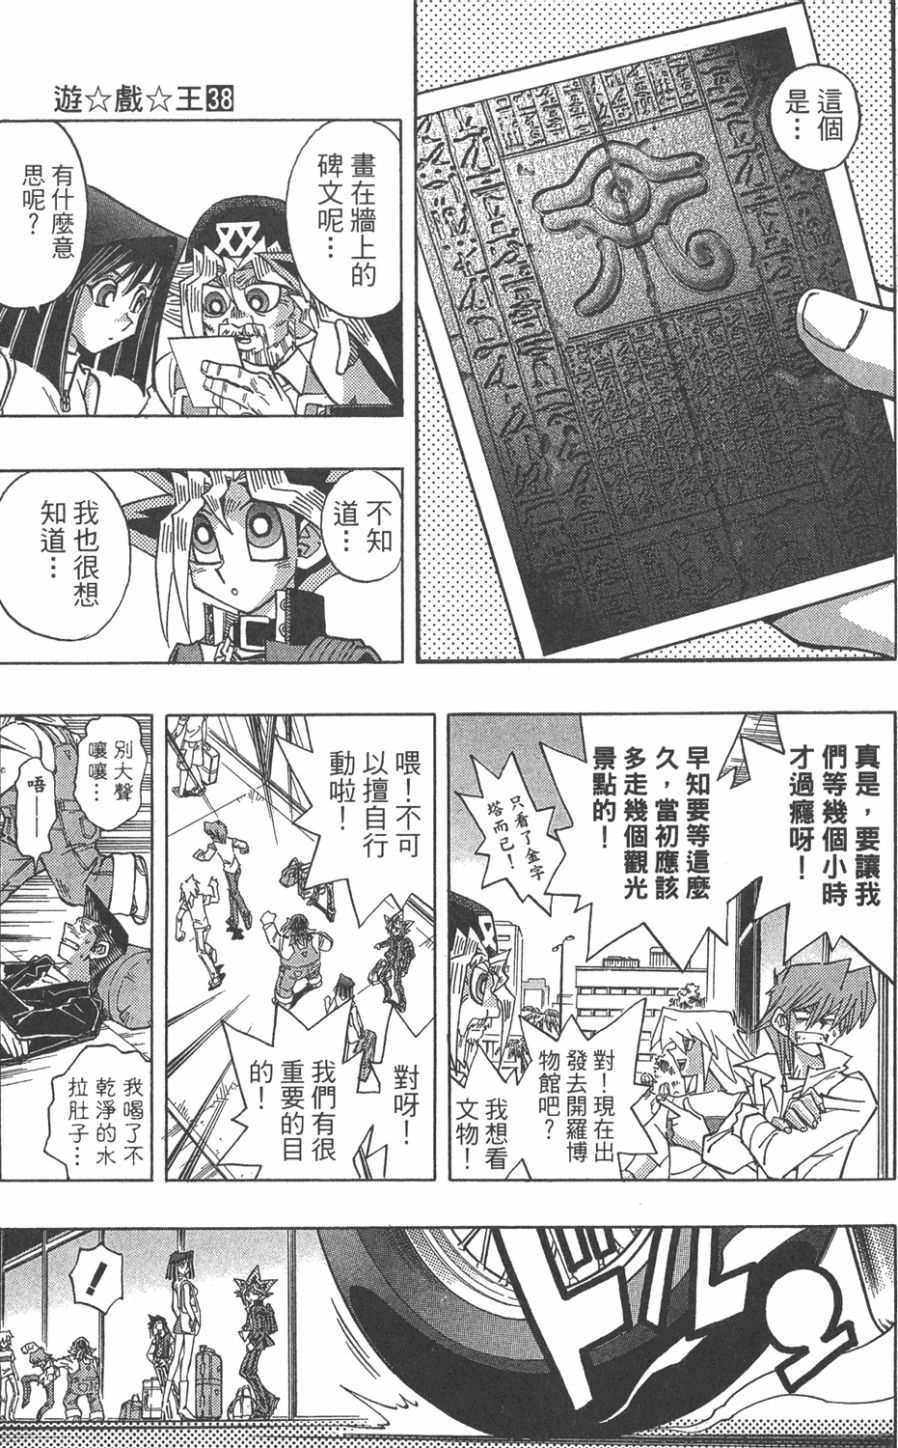 遊☆戲☆王38
這個
是…
畫在牆上的
碑文呢…
有什麼意
思呢?
不知
道…
我也很想
知道…
真是,要讓我
們等幾個小時
才過癮呀!
早知要等這麼
久,當初應該
多走幾個觀光
景點的!
只看了金字
塔而已!
對!現在出
發去開羅博
物館吧?
我想看
文物!
喂!不可
以擅自行
動啦!
對呀!
我們有很
重要的目
的!
別大聲
嚷嚷…
唔——
我喝了不
乾淨的水
拉肚子…
ドドルルΩ
!